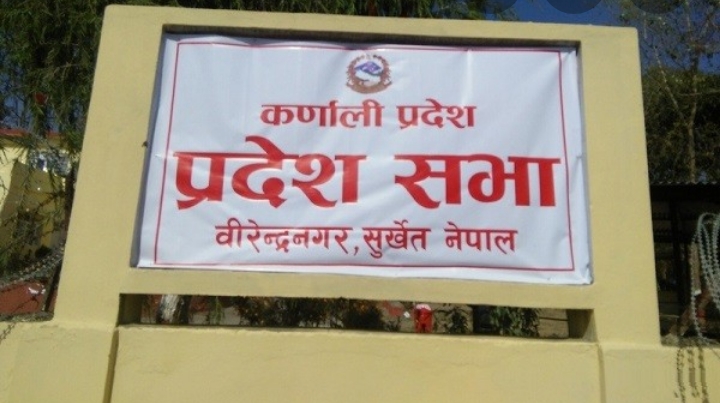 कर्णाली प्रदेश
प्रदेश सभा
वीरेन्द्रनगर, सुर्खेत नेपाल